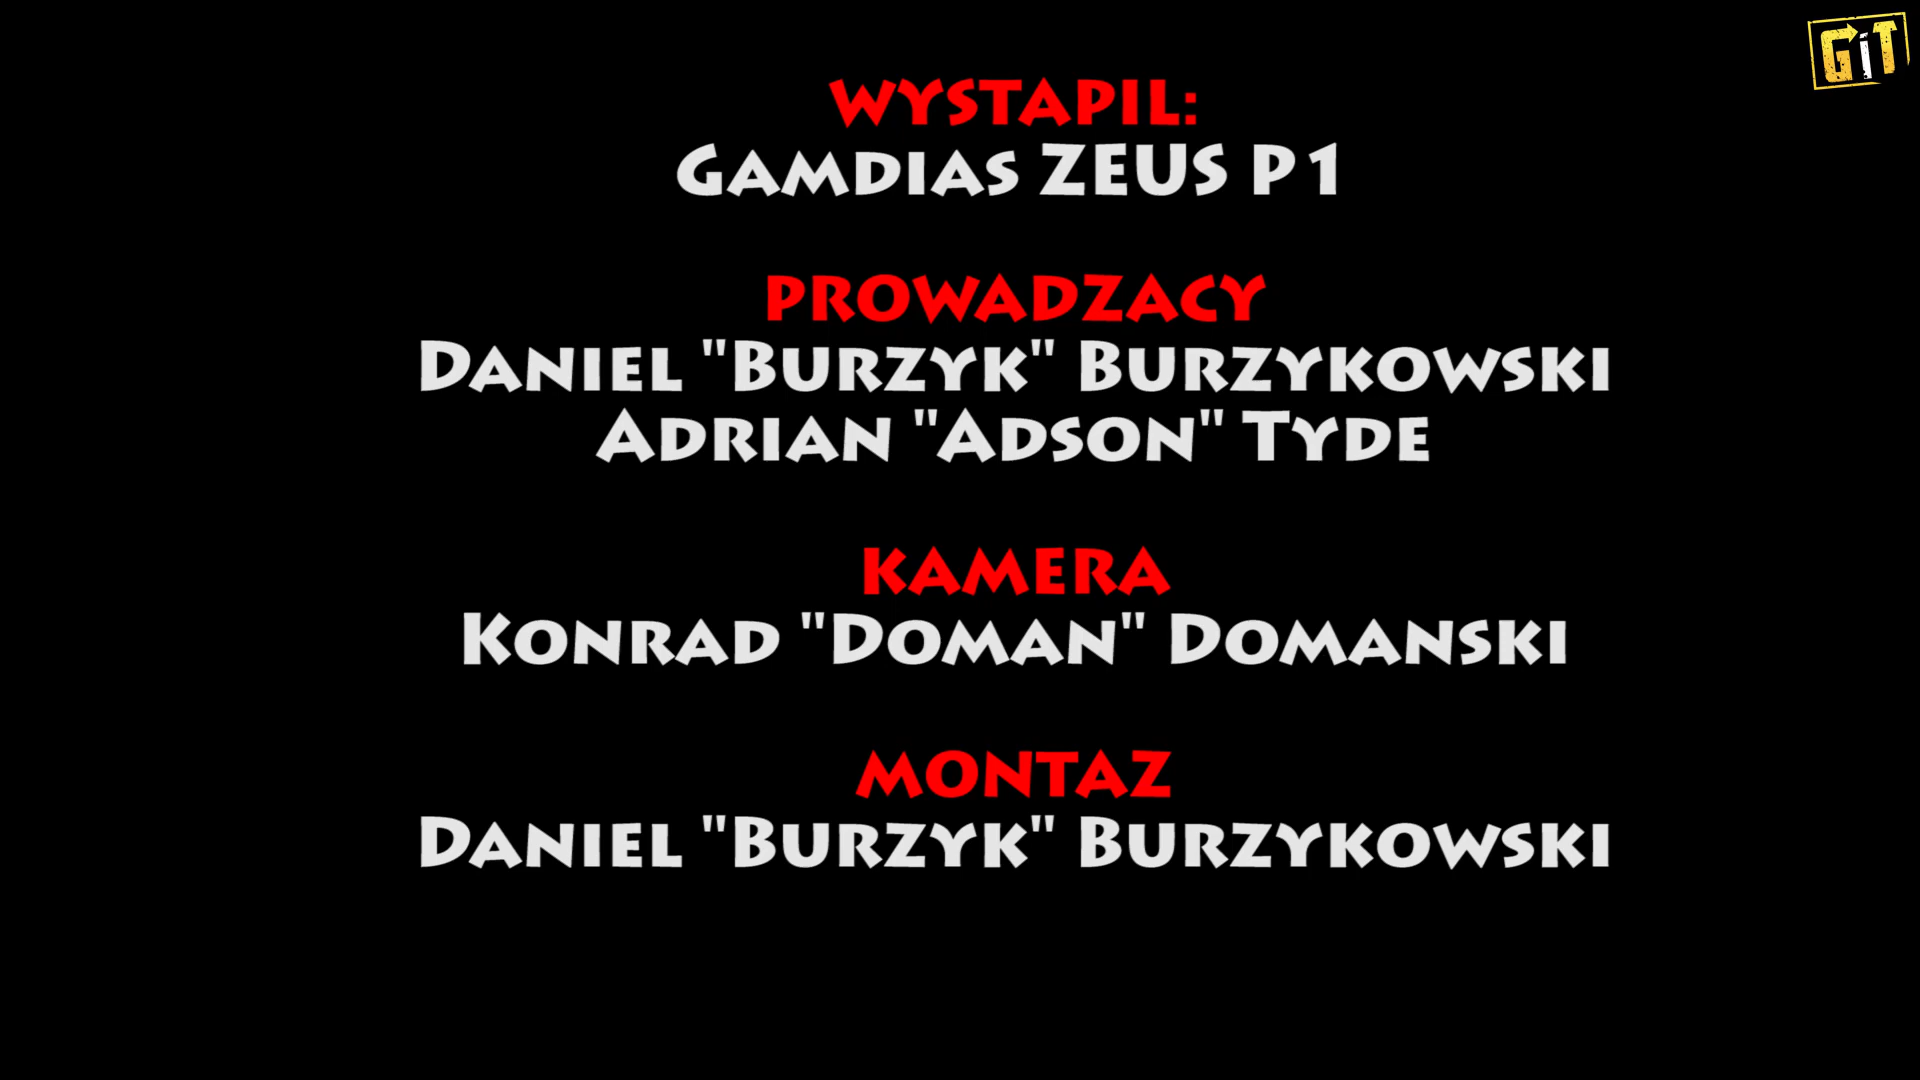 GiT
WYSTAPIL:
GAMDIAS ZEUS P1
PROWADZACY
DANIEL "BURZYK" BURZYKOWSKI
ADRIAN "ADSON" TYDE
KAMERA
KONRAD "DOMAN" DOMANSKI
MONTAZ
DANIEL "BURZYK" BURZYKOWSKI